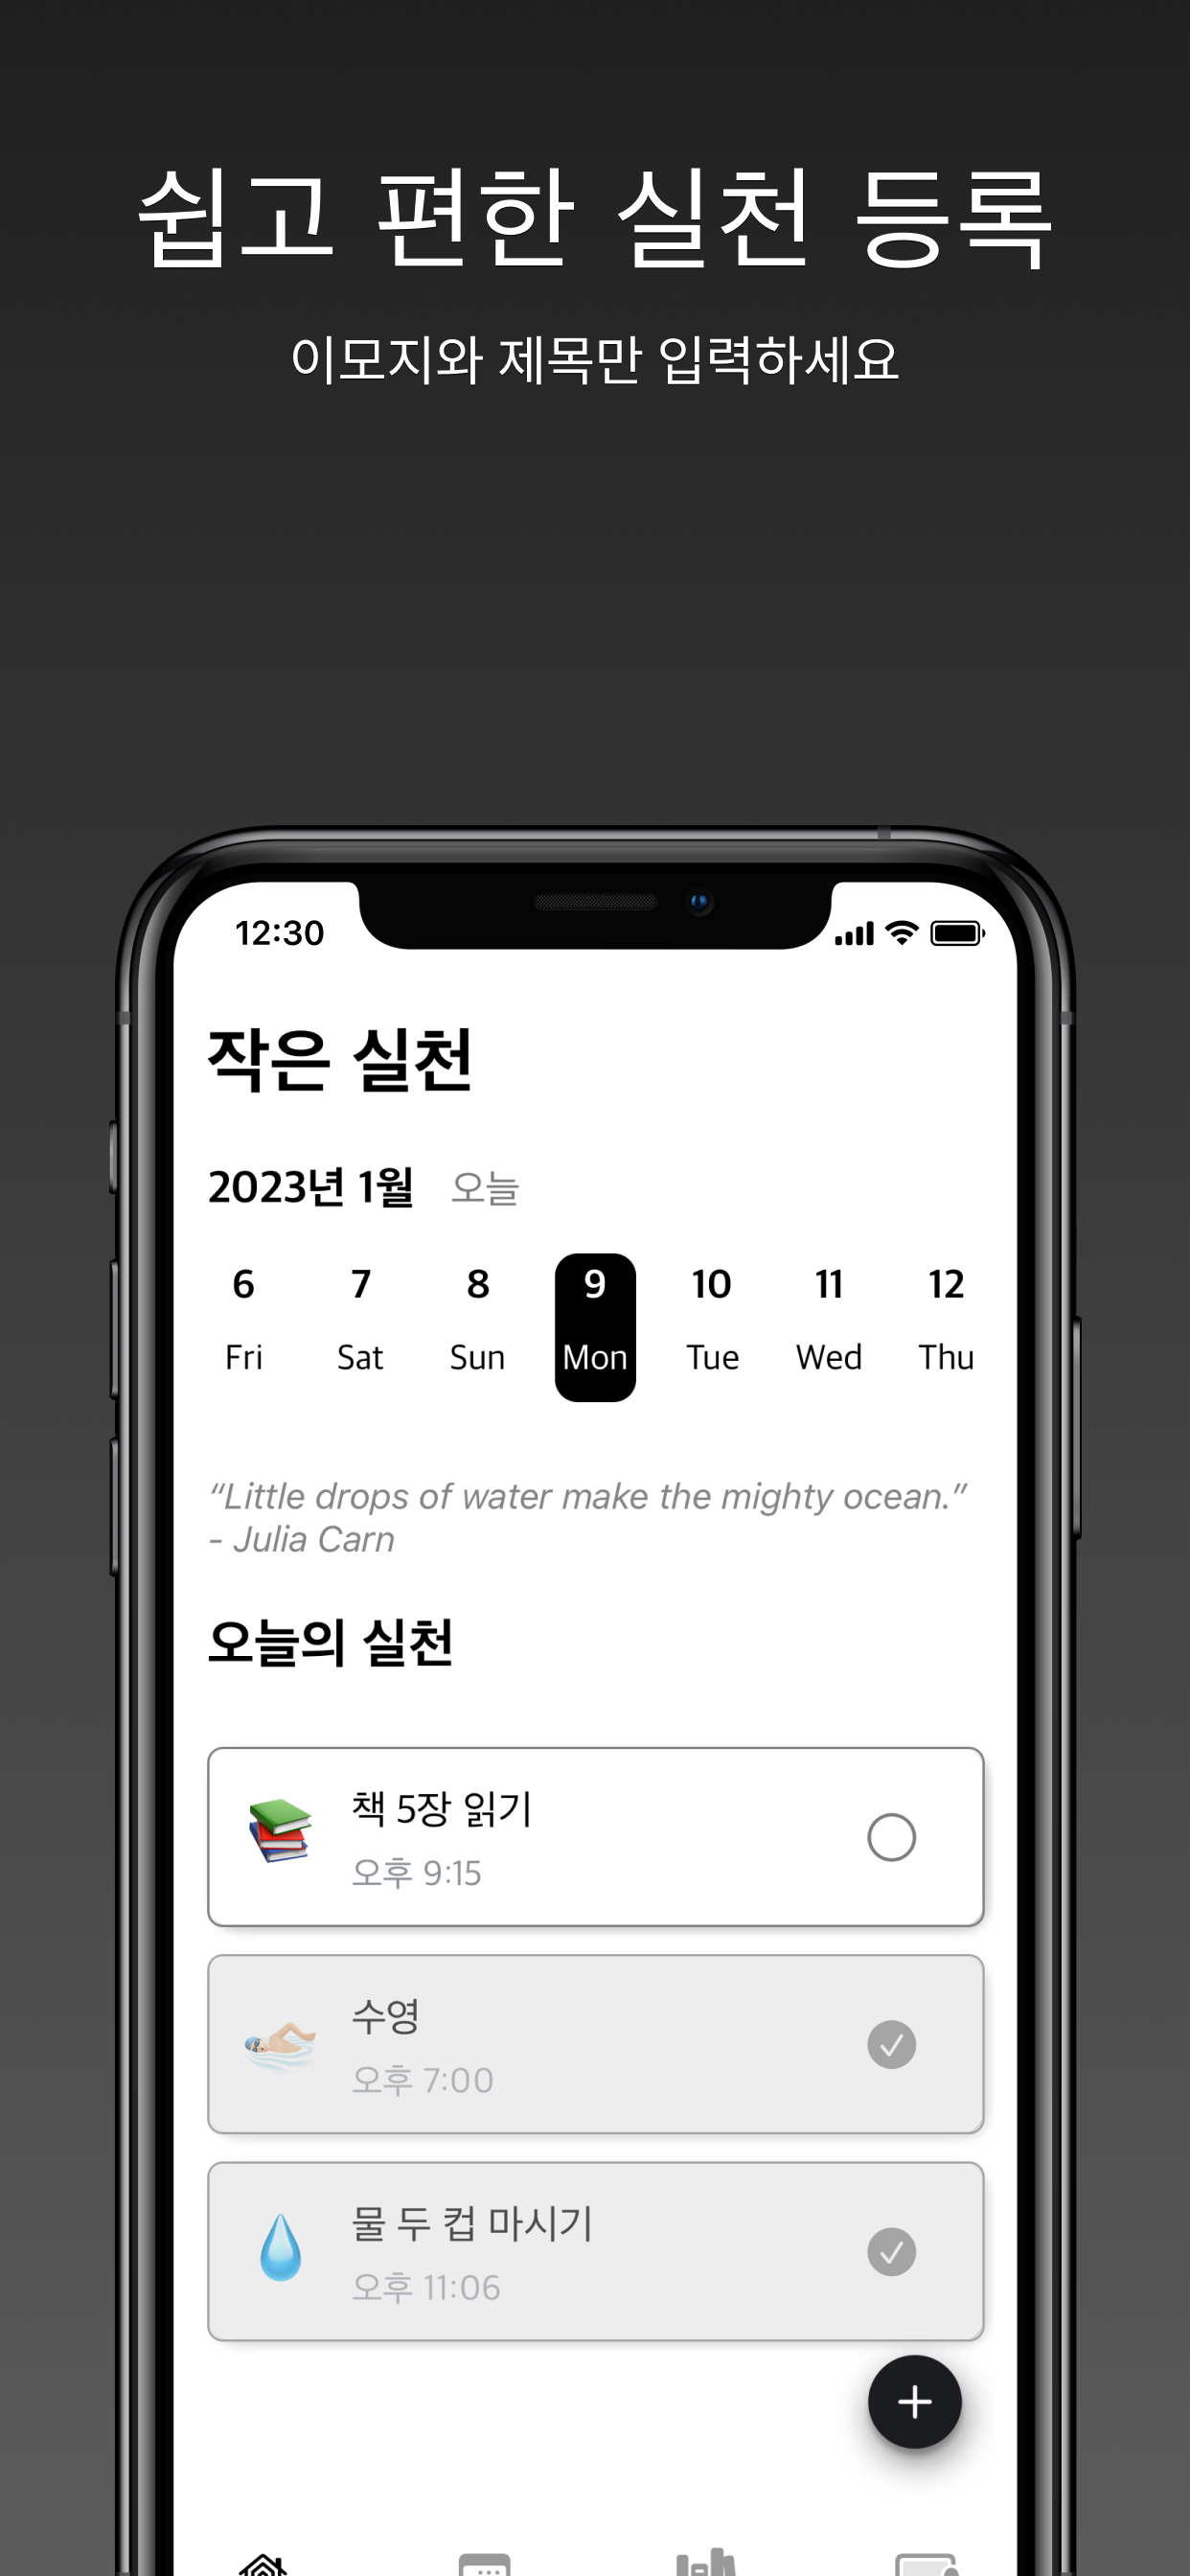 쉽고 편한 실천 등록
이모지와 제목만 입력하세요
12:30
작은 실천
2023년 1월 오늘
6 7 8 9 10 11 12
Fri Sat Sun Mon Tue Wed Thu
“Little drops of water make the mighty ocean.”
- Julia Carn
오늘의 실천
책 5장 읽기
오후 9:15
수영
오후 7:00
물 두 컵 마시기
오후 11:06